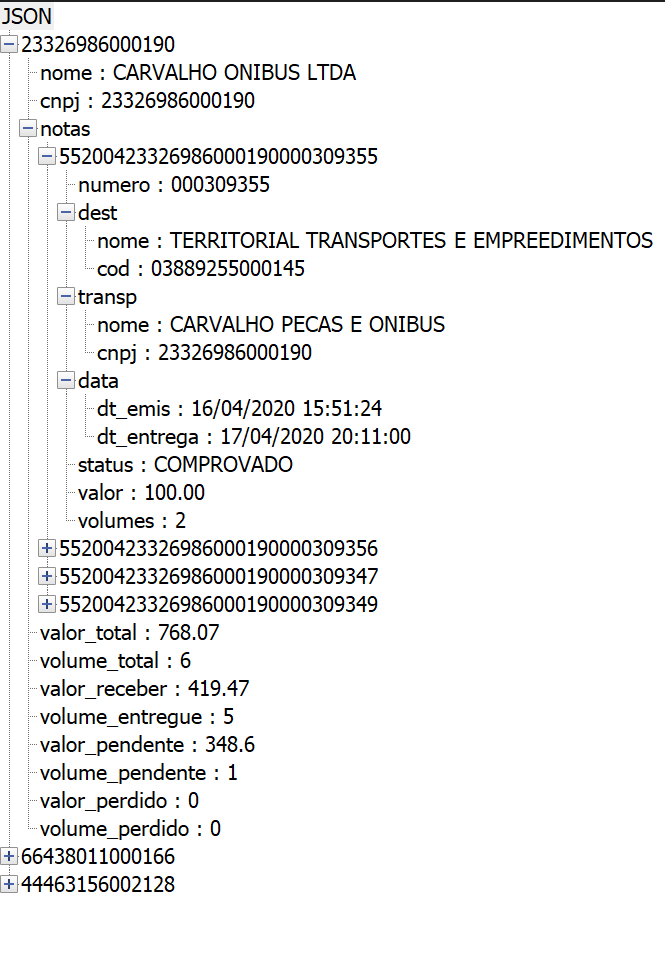 JSON
23326986000190
nome : CARVALHO ONIBUS LTDA
cnpj : 23326986000190
notas
55200423326986000190000309355
numero : 000309355
dest
nome : TERRITORIAL TRANSPORTES E EMPREEDIMENTOS
cod : 03889255000145
transp
nome : CARVALHO PECAS E ONIBUS
cnpj : 23326986000190
data
dt_emis : 16/04/2020 15:51:24
dt_entrega : 17/04/2020 20:11:00
status : COMPROVADO
valor : 100.00
volumes : 2
55200423326986000190000309356
55200423326986000190000309347
55200423326986000190000309349
valor_total : 768.07
volume_total : 6
valor_receber : 419.47
volume_entregue : 5
valor_pendente : 348.6
volume_pendente : 1
valor_perdido : 0
volume_perdido : 0
66438011000166
44463156002128